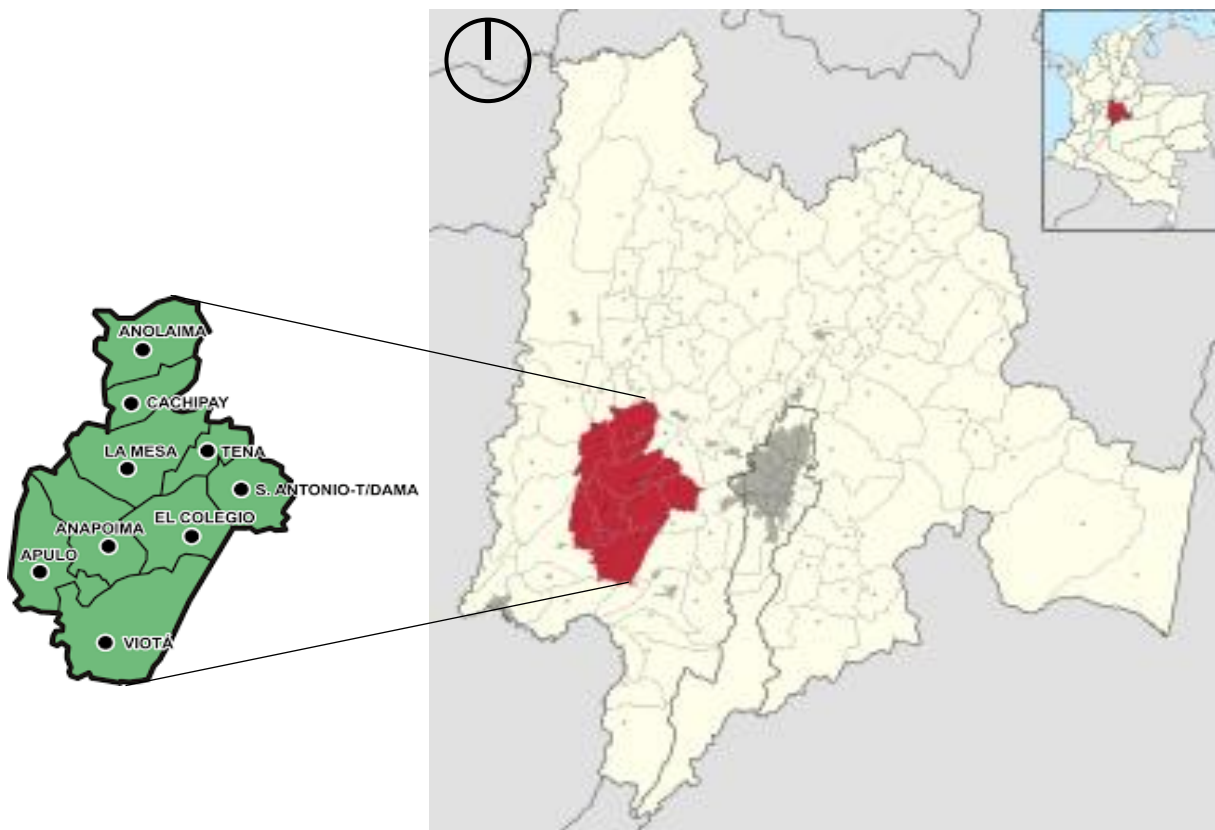 ANOLAIMA
CACHIPAY
LA MESA
TENA
S. ANTONIO-T/DAMA
EL COLEGIO
ANAPOIMA
APULO
VIOTÁ